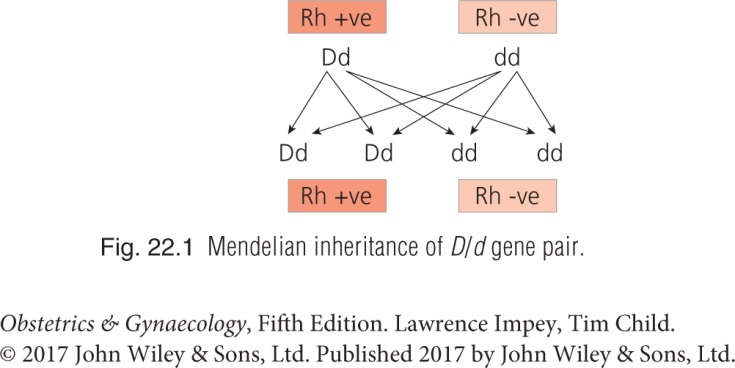 Rh +ve Rh -ve
Dd dd
Dd Dd dd dd
Rh +ve Rh -ve
Fig. 22.1 Mendelian inheritance of D/d gene pair.
Obstetrics & Gynaecology, Fifth Edition. Lawrence Impey, Tim Child.
© 2017 John Wiley & Sons, Ltd. Published 2017 by John Wiley & Sons, Ltd.